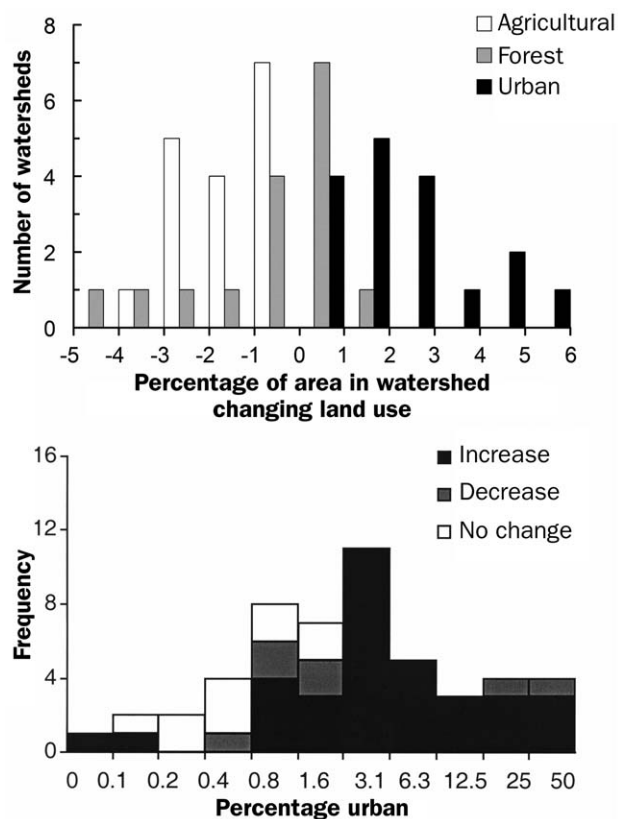 8
6
4
2
0
Number of watersheds
Agricultural
Forest
Urban
-5 -4 -3 -2 -1 0 1 2 3 4 5 6
Percentage of area in watershed
changing land use
16
12
8
4
0
Frequency
Increase
Decrease
No change
0 0.1 0.2 0.4 0.8 1.6 3.1 6.3 12.5 25 50
Percentage urban